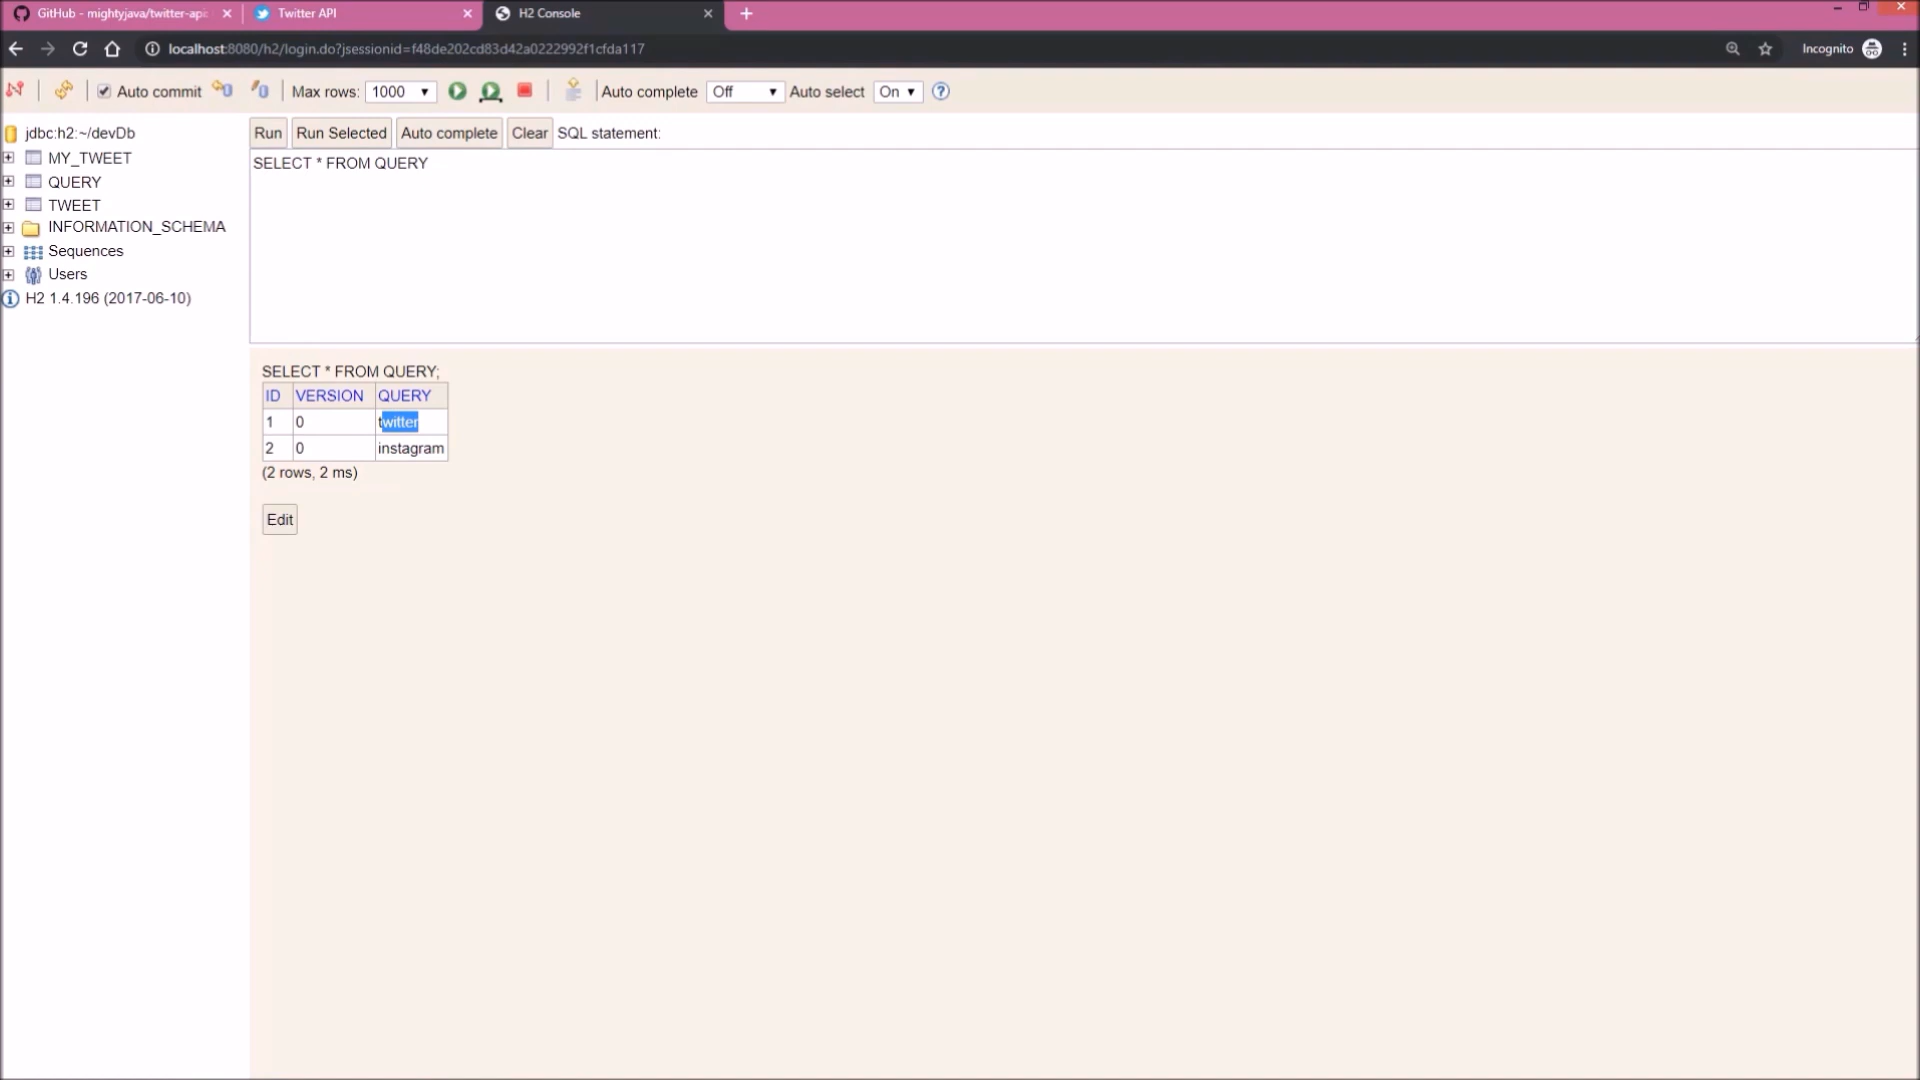 GitHub - mightyjava/twitter-api
Twitter API
H2 Console
localhost:8080/h2/login.do?jsessionid=f48de202cd83d42a0222992f1cfda117
Incognito
Auto commit
Max rows: 1000
Auto complete Off
Auto select On
jdbc:h2:~/devDb
MY_TWEET
QUERY
TWEET
INFORMATION_SCHEMA
Sequences
Users
H2 1.4.196 (2017-06-10)
Run Run Selected Auto complete Clear SQL statement:
SELECT * FROM QUERY
SELECT * FROM QUERY;
ID VERSION QUERY
1 0 twitter
2 0 instagram
(2 rows, 2 ms)
Edit